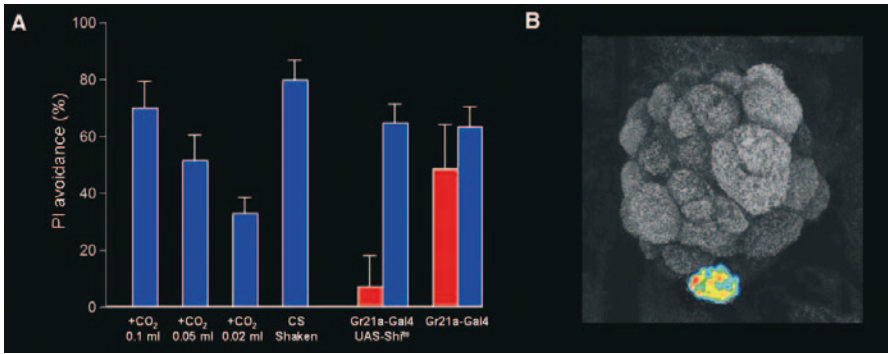 A
B
PI avoidance (%)
100
80
60
40
20
0
+CO₂
0.1 ml
+CO₂
0.05 ml
+CO₂
0.02 ml
CS
Shaken
Gr21a-Gal4
UAS-Shiᵗˢ
Gr21a-Gal4